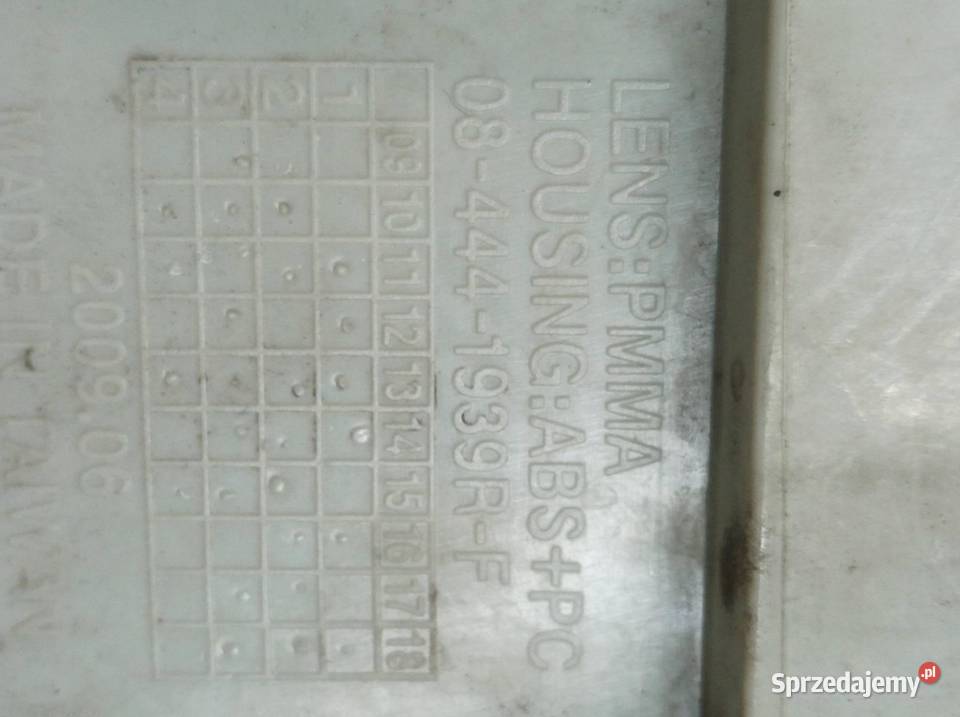 LENS:PMMA
HOUSING:ABS+PC
08-444-1939R-F
09 10 11 12 13 14 15 16 17 18
1
2
3
4
2009.06
MADE IN TAIWAN
Sprzedajemy.pl